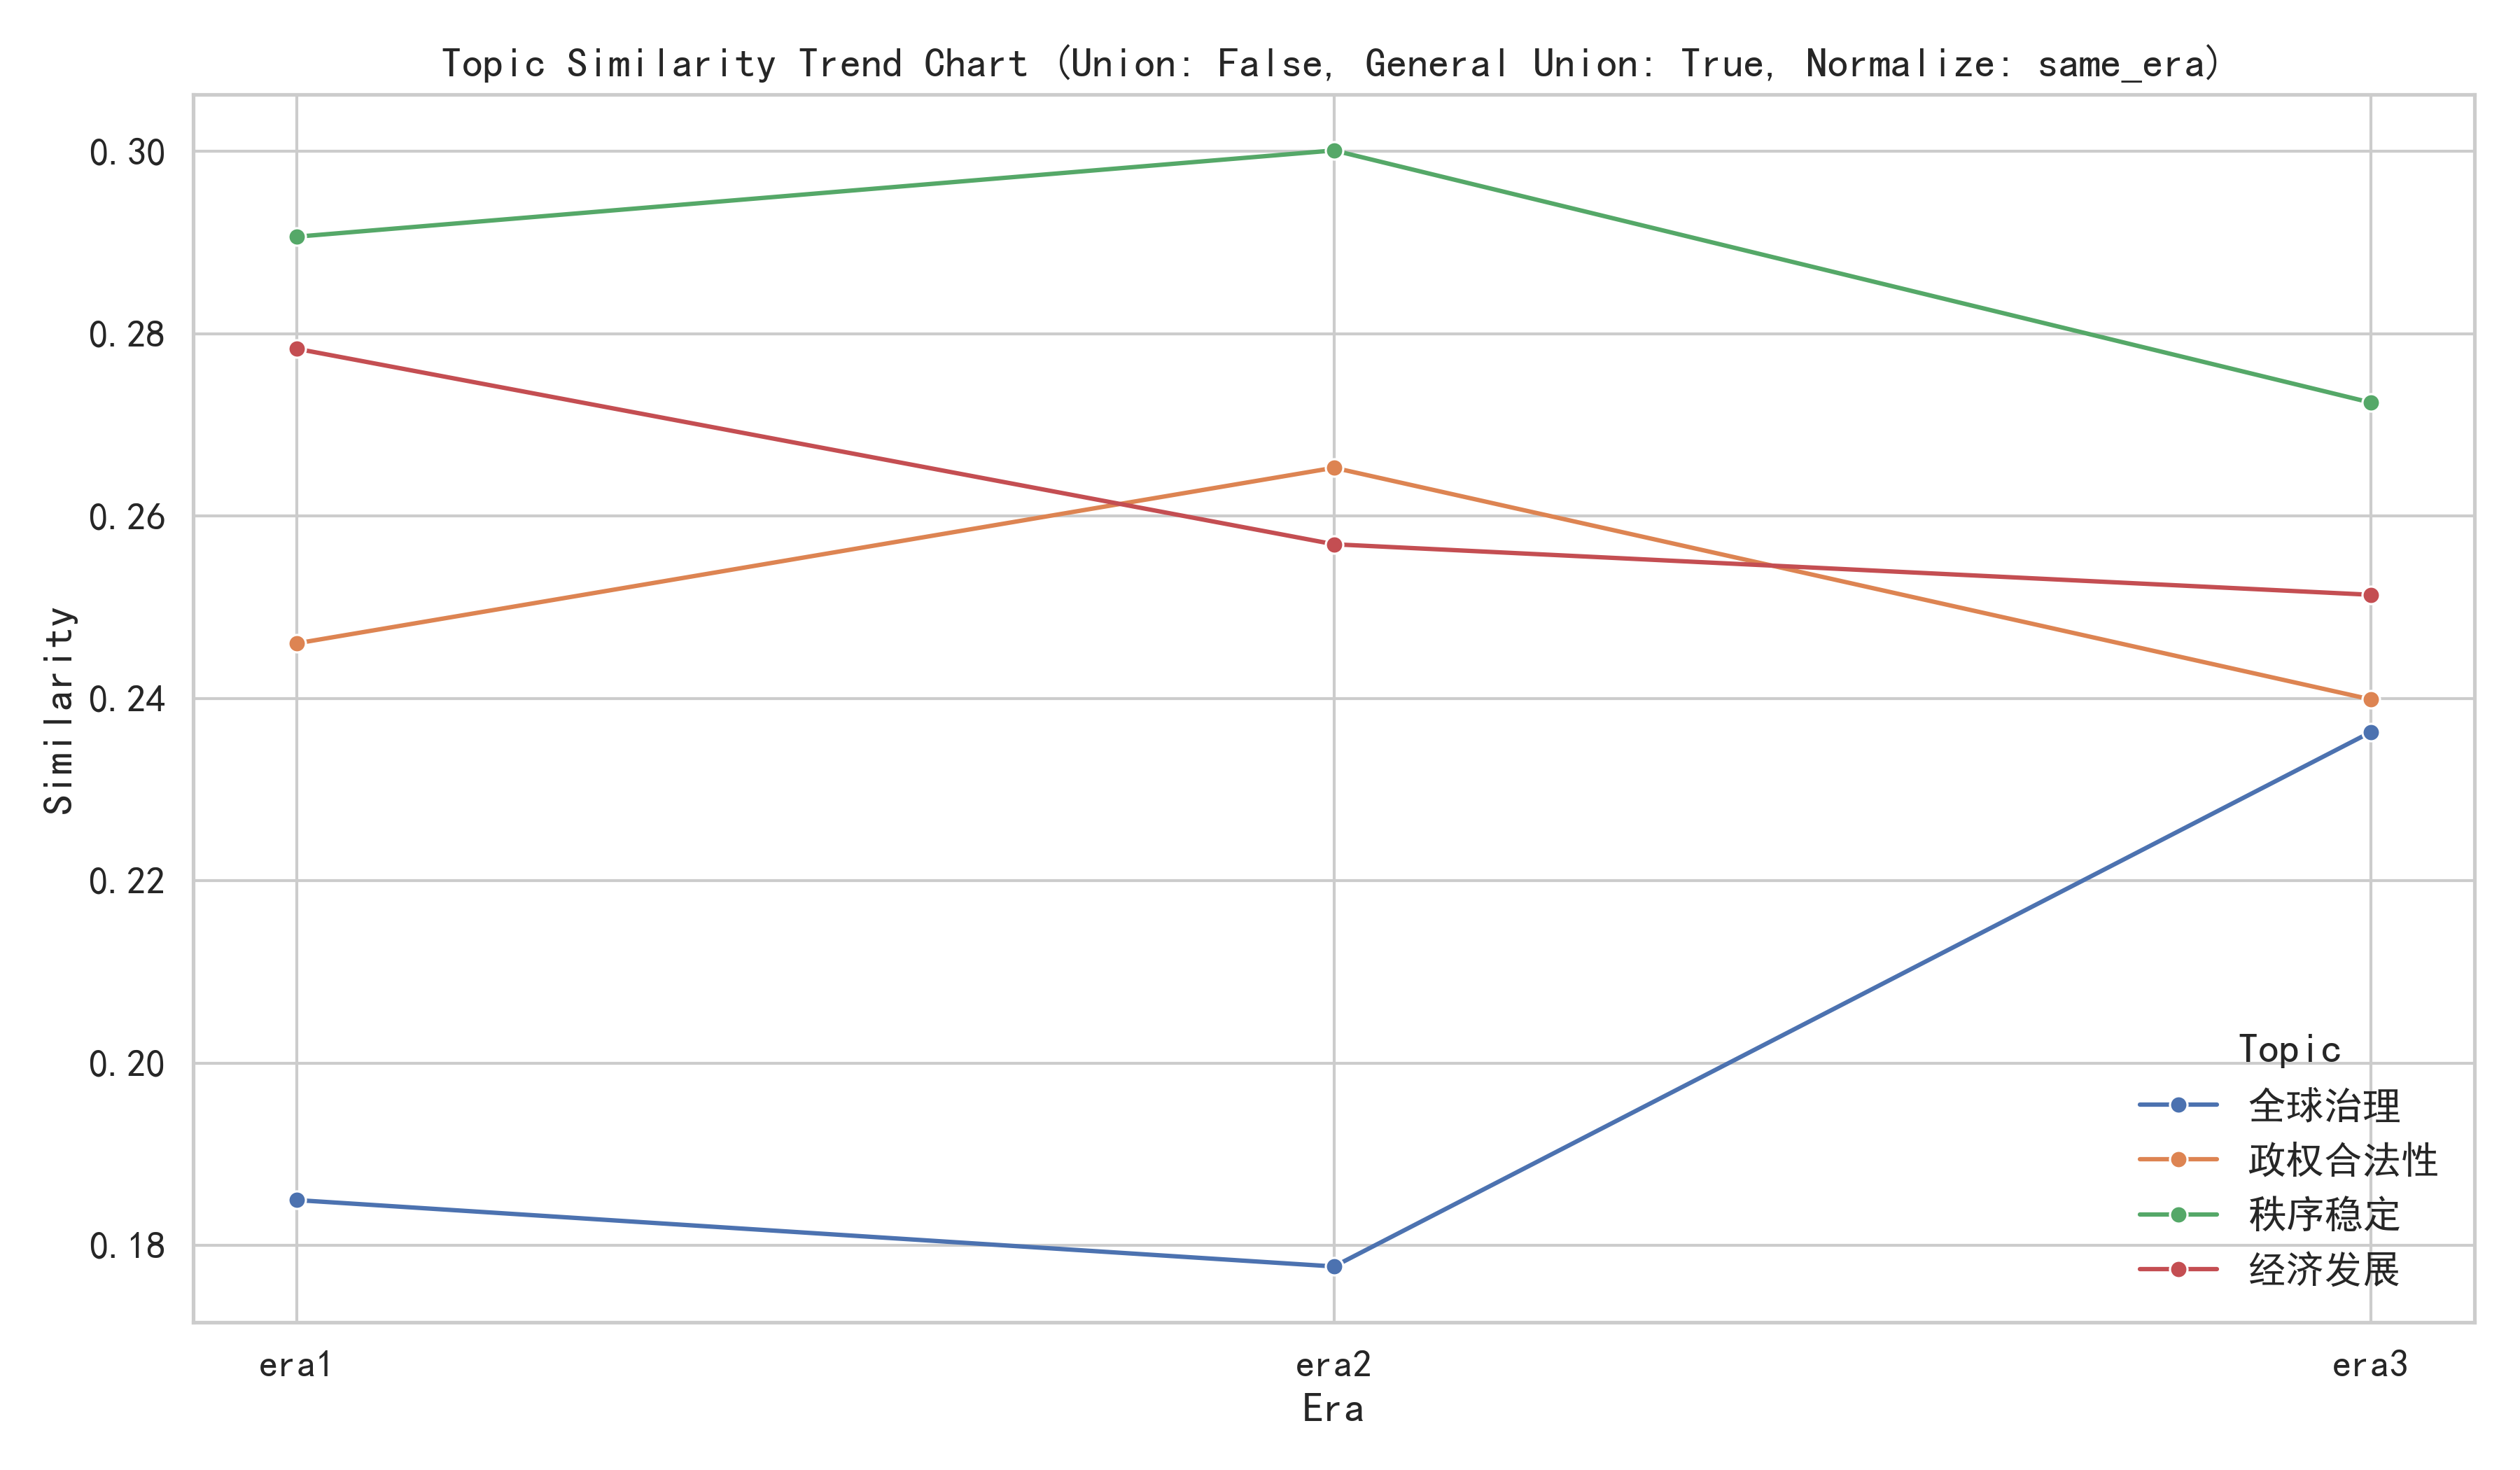 Topic Similarity Trend Chart (Union: False, General Union: True, Normalize: same_era)
0.30
0.28
0.26
0.24
0.22
0.20
0.18
Similarity
era1
era2
era3
Era
Topic
全球治理
政权合法性
秩序稳定
经济发展